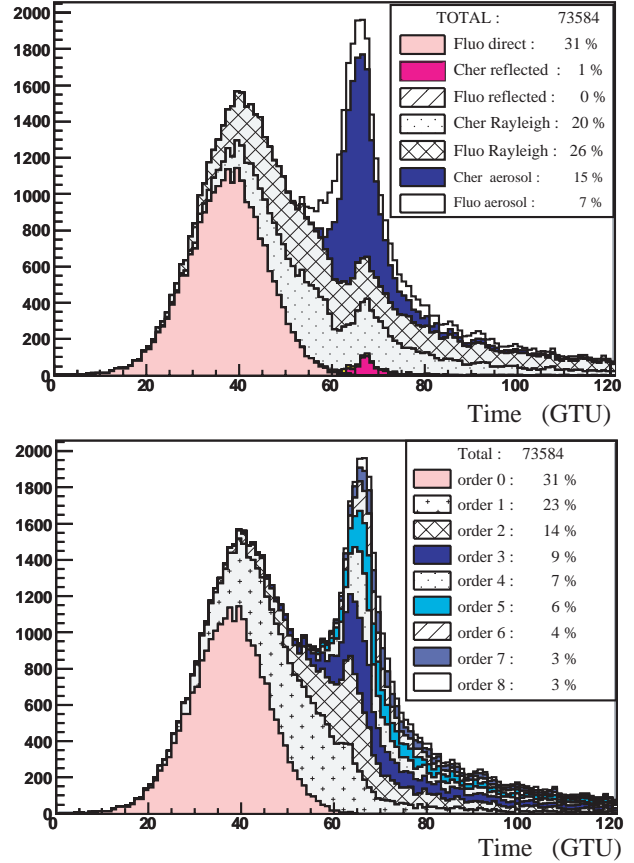 2000
1800
1600
1400
1200
1000
800
600
400
200
0
0 20 40 60 80 100 120
Time (GTU)
TOTAL : 73584
Fluo direct : 31 %
Cher reflected : 1 %
Fluo reflected : 0 %
Cher Rayleigh : 20 %
Fluo Rayleigh : 26 %
Cher aerosol : 15 %
Fluo aerosol : 7 %
2000
1800
1600
1400
1200
1000
800
600
400
200
0
0 20 40 60 80 100 120
Time (GTU)
Total : 73584
order 0 : 31 %
order 1 : 23 %
order 2 : 14 %
order 3 : 9 %
order 4 : 7 %
order 5 : 6 %
order 6 : 4 %
order 7 : 3 %
order 8 : 3 %